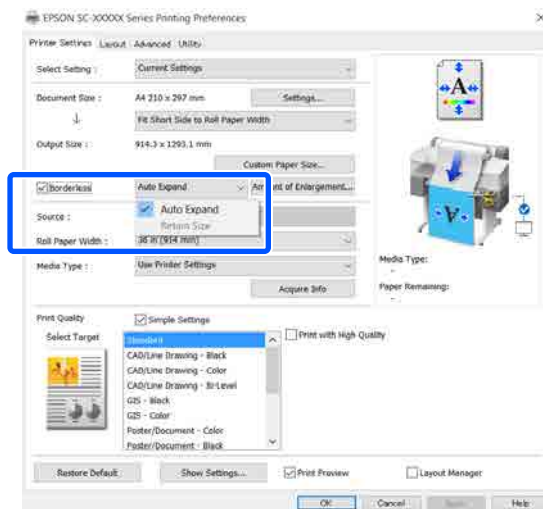 EPSON SC-XXXXX Series Printing Preferences
Printer Settings Layout Advanced Utility
Select Setting : Current Settings
Document Size : A4 210 x 297 mm Settings...
Fit Short Side to Roll Paper Width
Output Size : 914.3 x 1293.1 mm
Custom Paper Size...
Borderless Auto Expand Amount of Enlargement...
Auto Expand
Source :
Retain Size
Roll Paper Width : 36 in (914 mm)
Media Type : Use Printer Settings
Acquire Info
A
Media Type:
-
Paper Remaining:
-
Print Quality Simple Settings
Select Target Standard Print with High Quality
CAD/Line Drawing - Black
CAD/Line Drawing - Color
CAD/Line Drawing - Bi-Level
GIS - Black
GIS - Color
Poster/Document - Color
Poster/Document - Black
Restore Default Show Settings... Print Preview Layout Manager
OK Cancel Help